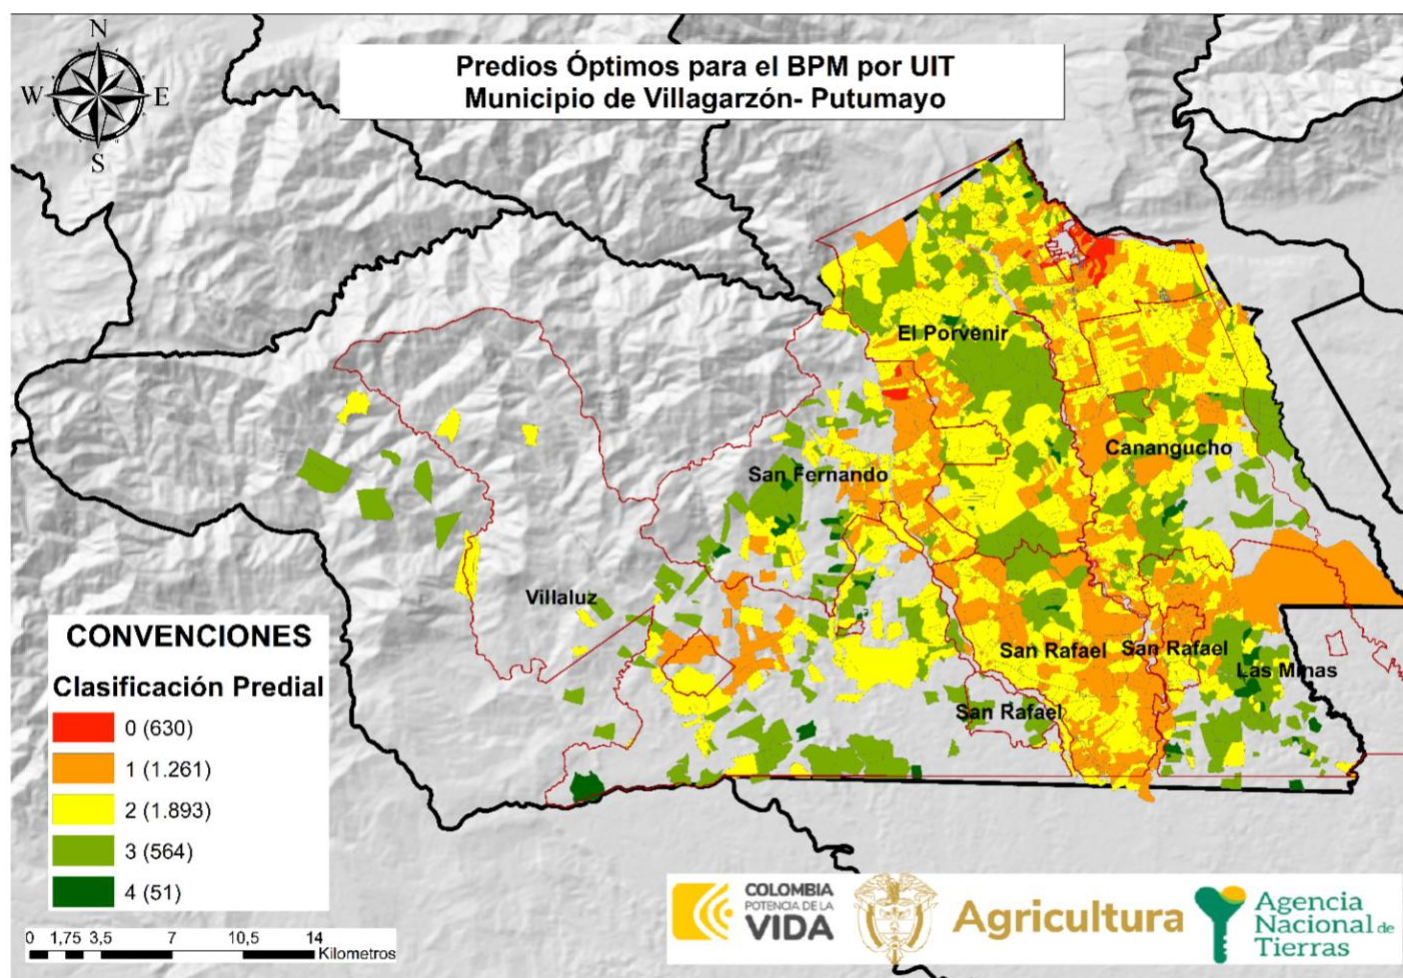 N
W
E
S
Predios Óptimos para el BPM por UIT
Municipio de Villagarzón- Putumayo
El Porvenir
Canangucho
San Fernando
Villaluz
San Rafael
San Rafael
Las Minas
San Rafael
CONVENCIONES
Clasificación Predial
0 (630)
1 (1.261)
2 (1.893)
3 (564)
4 (51)
0 1,75 3,5 7 10,5 14
Kilometros
COLOMBIA
POTENCIA DE LA
VIDA
Agricultura
Agencia
Nacional de
Tierras